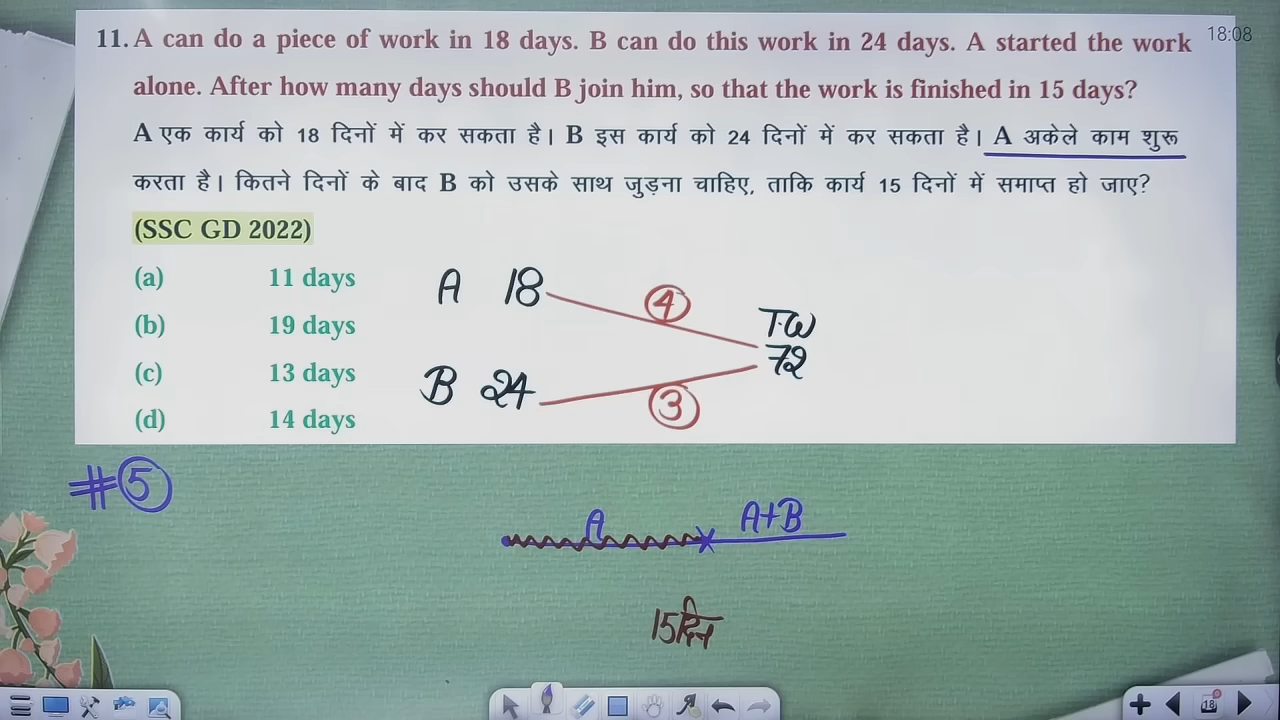 18:08
11. A can do a piece of work in 18 days. B can do this work in 24 days. A started the work
alone. After how many days should B join him, so that the work is finished in 15 days?
A एक कार्य को 18 दिनों में कर सकता है। B इस कार्य को 24 दिनों में कर सकता है। A अकेले काम शुरू
करता है। कितने दिनों के बाद B को उसके साथ जुड़ना चाहिए, ताकि कार्य 15 दिनों में समाप्त हो जाए?
(SSC GD 2022)
(a) 11 days
(b) 19 days
(c) 13 days
(d) 14 days
A 18
4
T.W
72
B 24
3
#5
A A+B
15 दिन
18